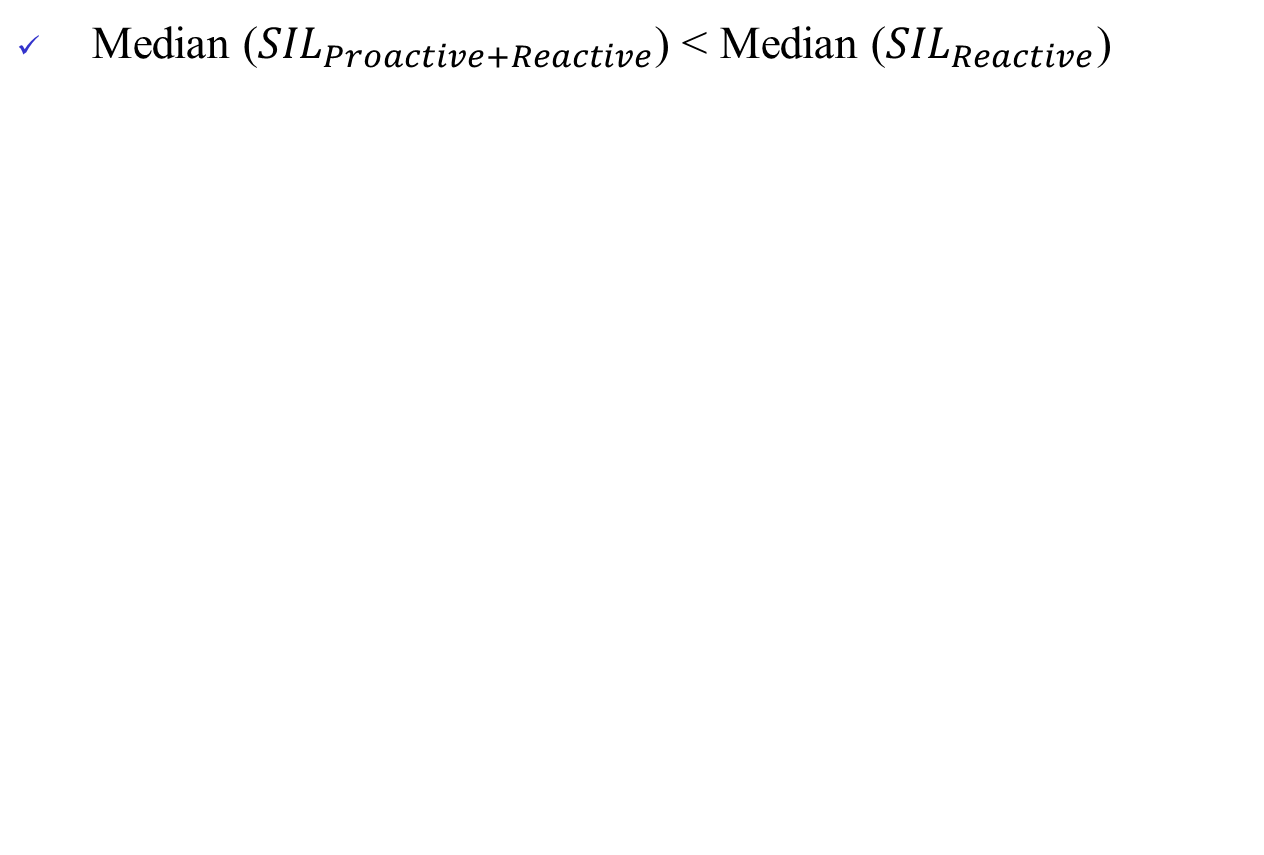 ✓ Median (SIL_{Proactive+Reactive}) < Median (SIL_{Reactive})